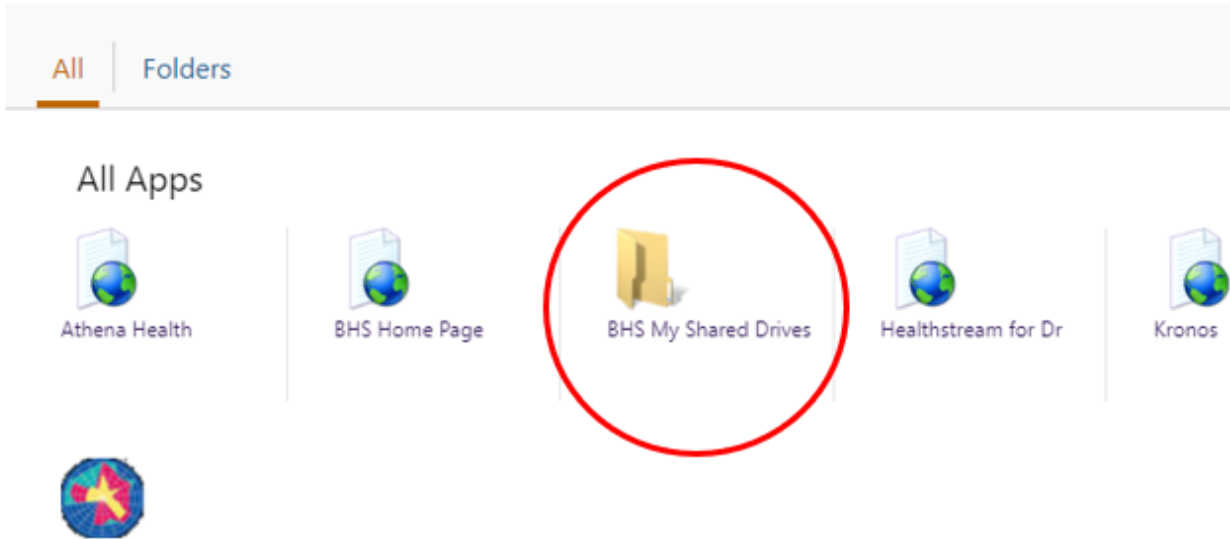 All Folders
All Apps
Athena Health
BHS Home Page
BHS My Shared Drives
Healthstream for Dr
Kronos